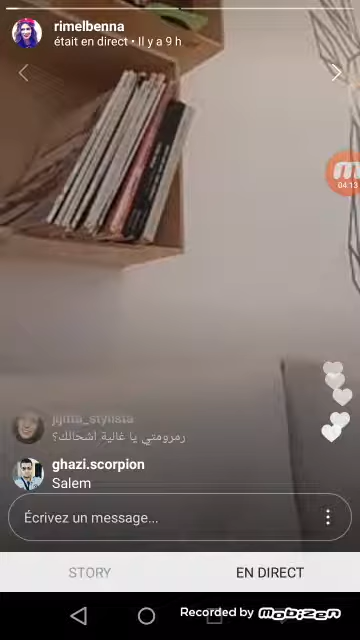 rimelbenna
était en direct • Il y a 9 h
04:13
jijitta_stylista
رمرومتي يا غالية اشحالك؟
ghazi.scorpion
Salem
Écrivez un message...
STORY
EN DIRECT
Recorded by mobizen